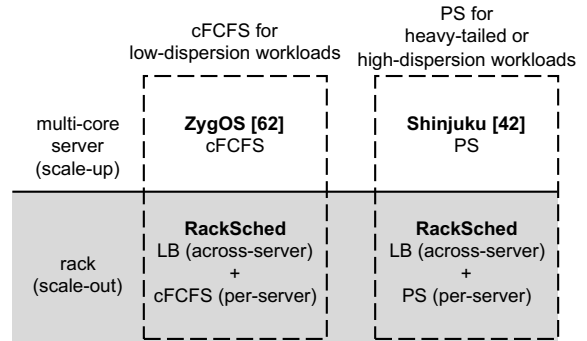 cFCFS for
low-dispersion workloads
PS for
heavy-tailed or
high-dispersion workloads
multi-core
server
(scale-up)
ZygOS [62]
cFCFS
Shinjuku [42]
PS
rack
(scale-out)
RackSched
LB (across-server)
+
cFCFS (per-server)
RackSched
LB (across-server)
+
PS (per-server)